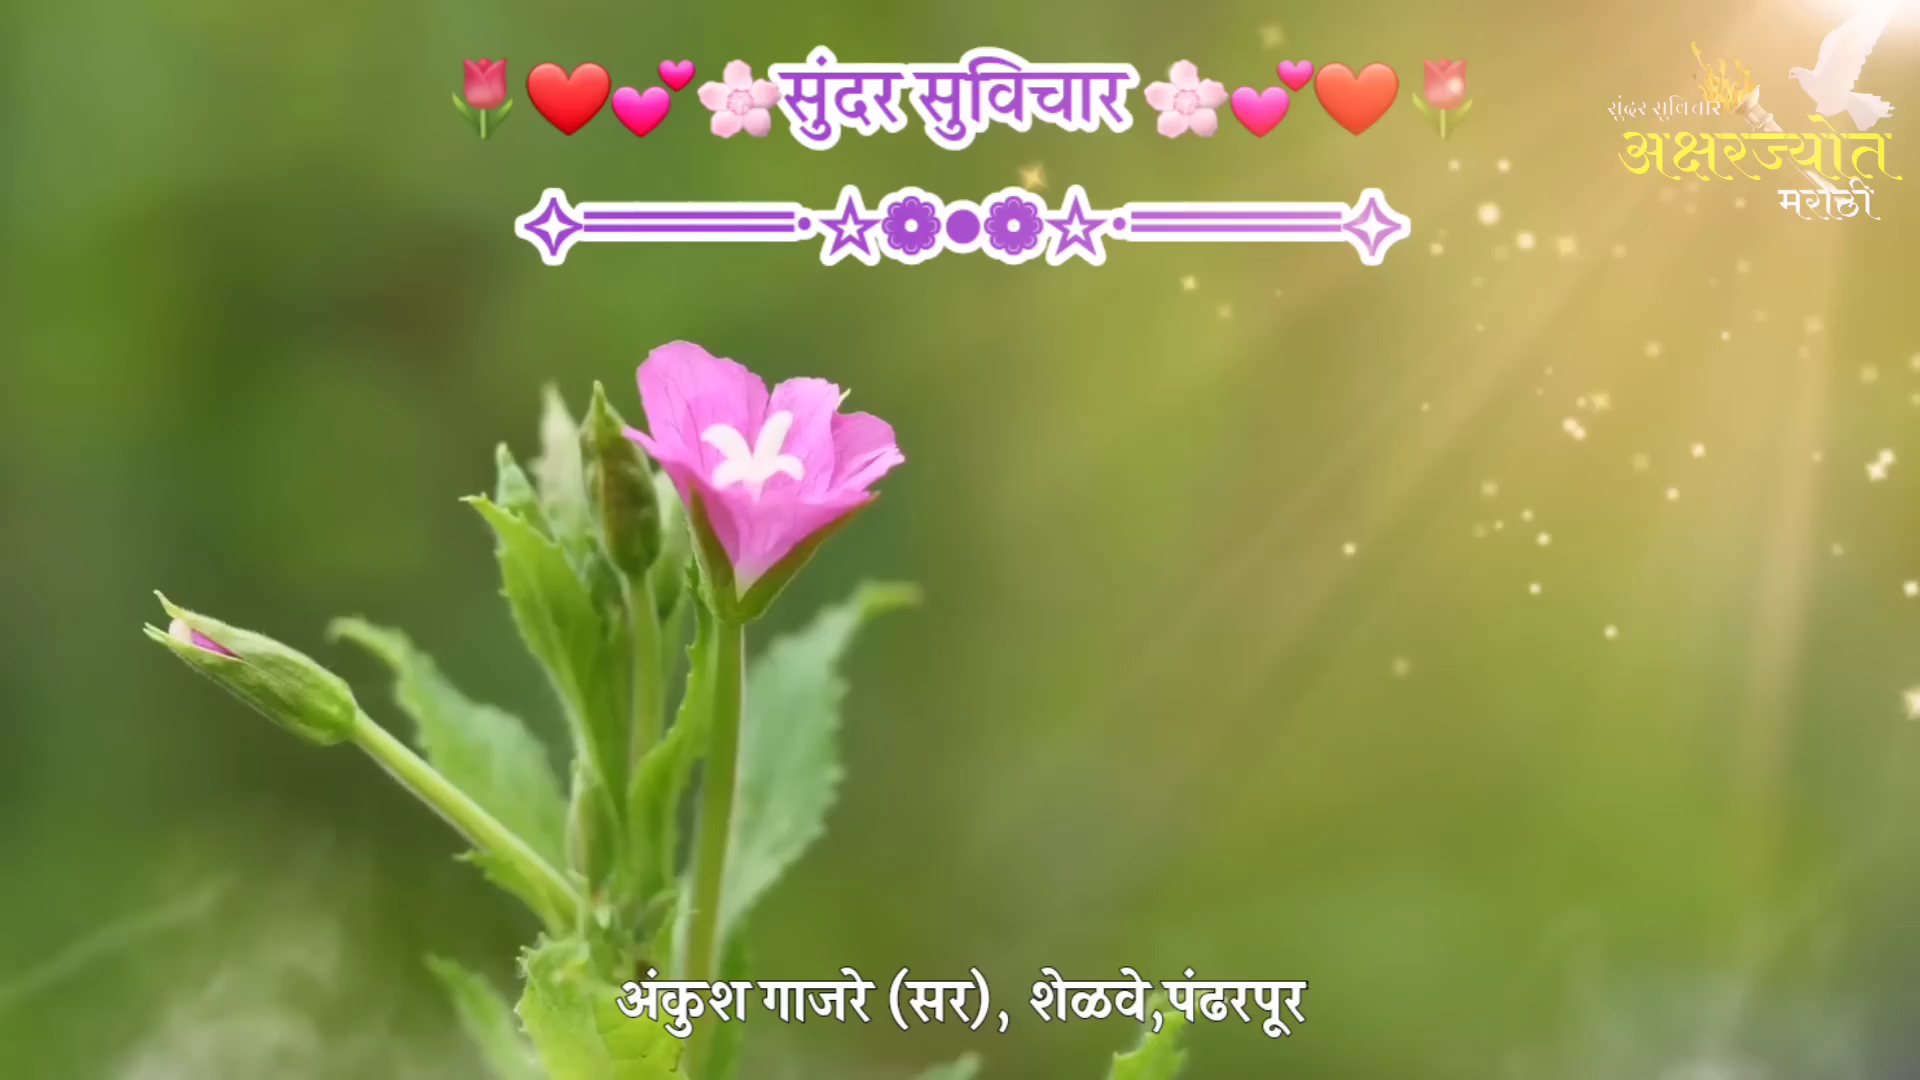 🌷❤️💕🌸सुंदर सुविचार 🌸💕❤️🌷
✧═══•☆❁●❁☆•═══✧
सुंदर सुविचार
अक्षरज्योत
मराठी
अंकुश गाजरे (सर), शेळवे,पंढरपूर